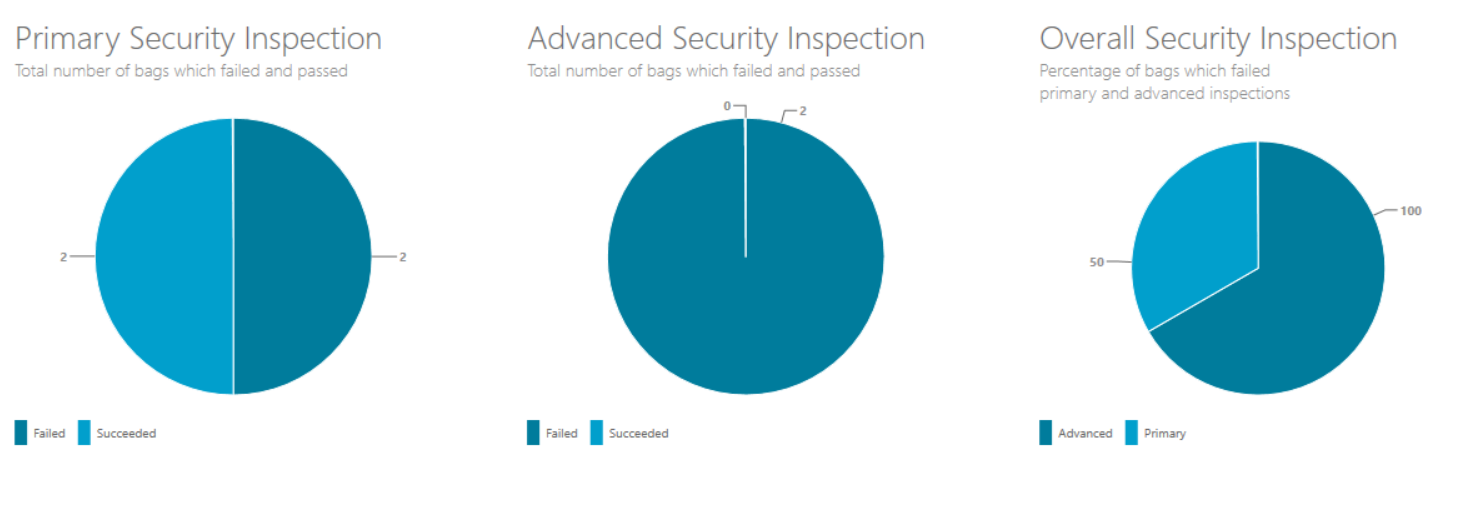 Primary Security Inspection
Total number of bags which failed and passed
2
2
Failed
Succeeded
Advanced Security Inspection
Total number of bags which failed and passed
0
2
Failed
Succeeded
Overall Security Inspection
Percentage of bags which failed
primary and advanced inspections
100
50
Advanced
Primary